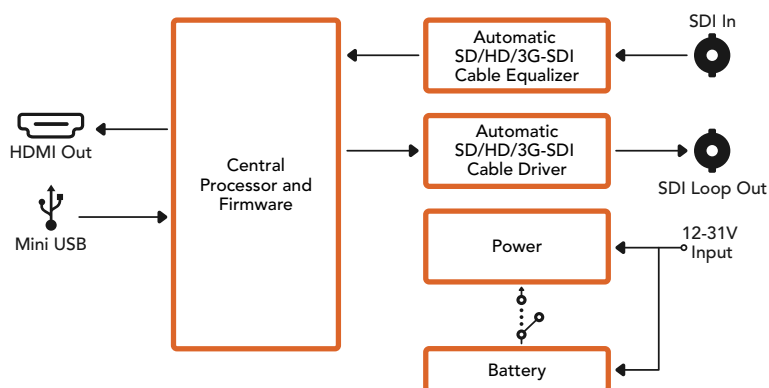 SDI In
Automatic
SD/HD/3G-SDI
Cable Equalizer
HDMI Out
Automatic
SD/HD/3G-SDI
Cable Driver
SDI Loop Out
Central
Processor and
Firmware
Mini USB
Power
12-31V
Input
Battery